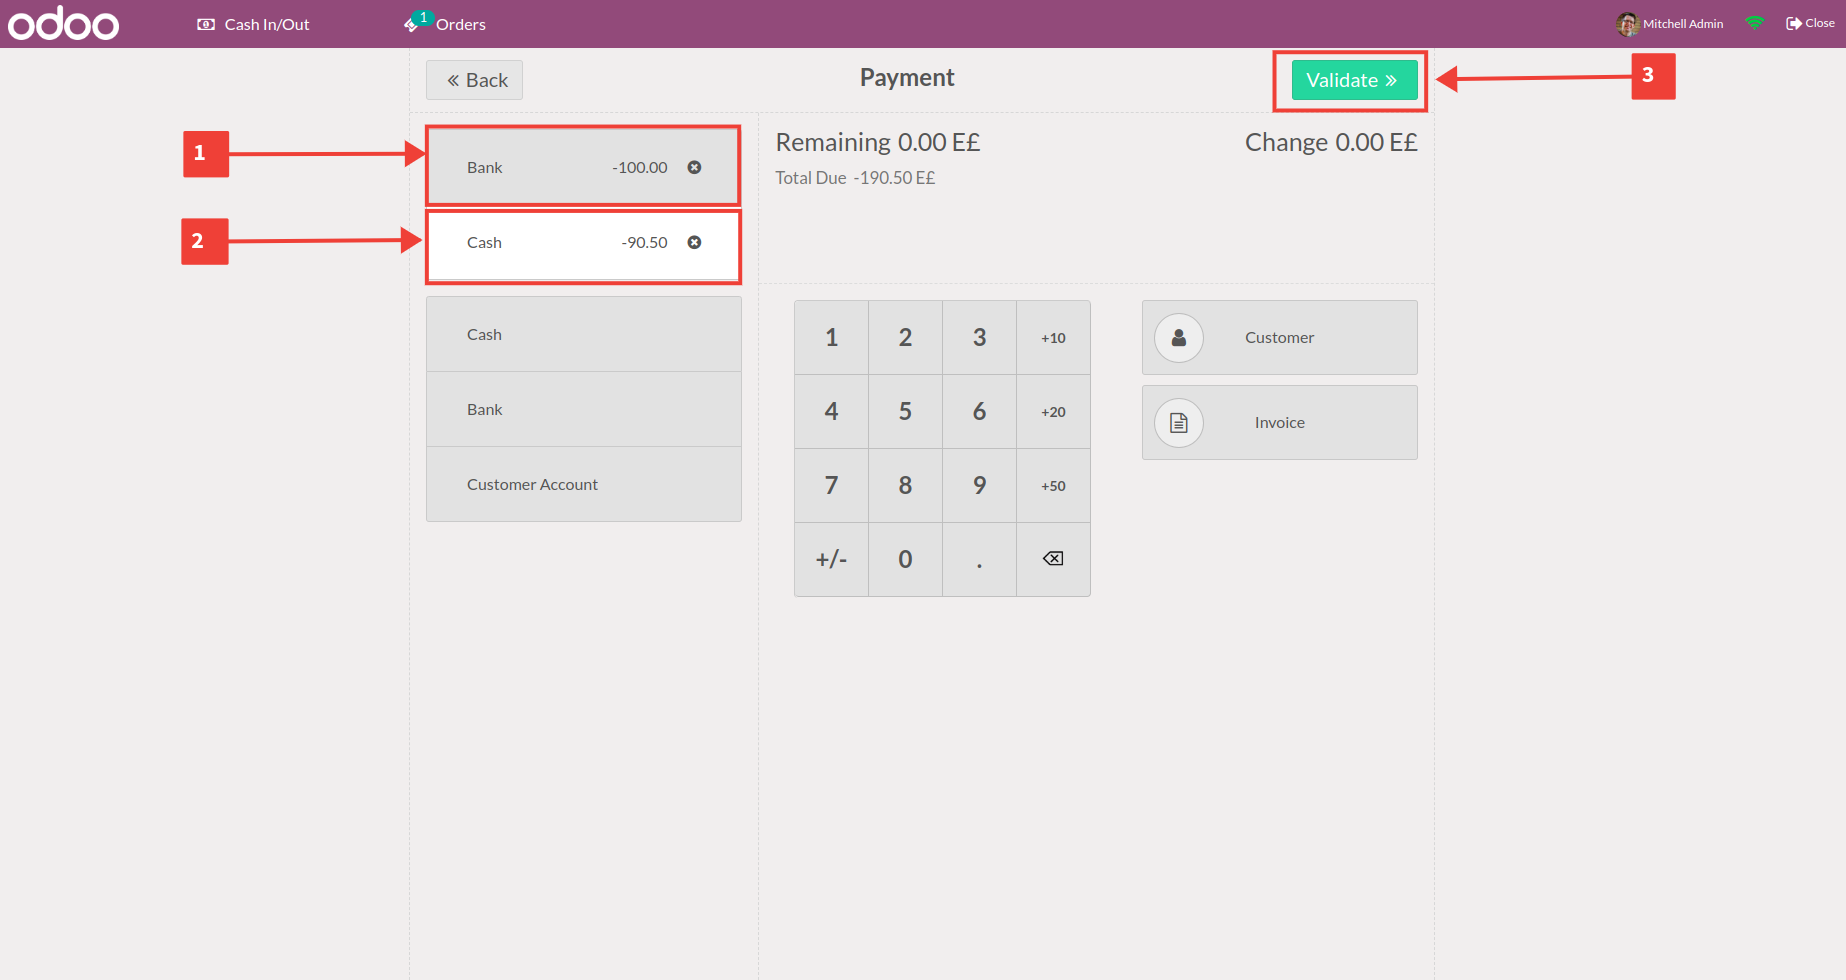 odoo Cash In/Out 1 Orders Mitchell Admin Close
Back Payment Validate 3
1 Bank -100.00 Remaining 0.00 E£ Change 0.00 E£
Total Due -190.50 E£
2 Cash -90.50
Cash 1 2 3 +10 Customer
Bank 4 5 6 +20 Invoice
Customer Account 7 8 9 +50
+/- 0 .